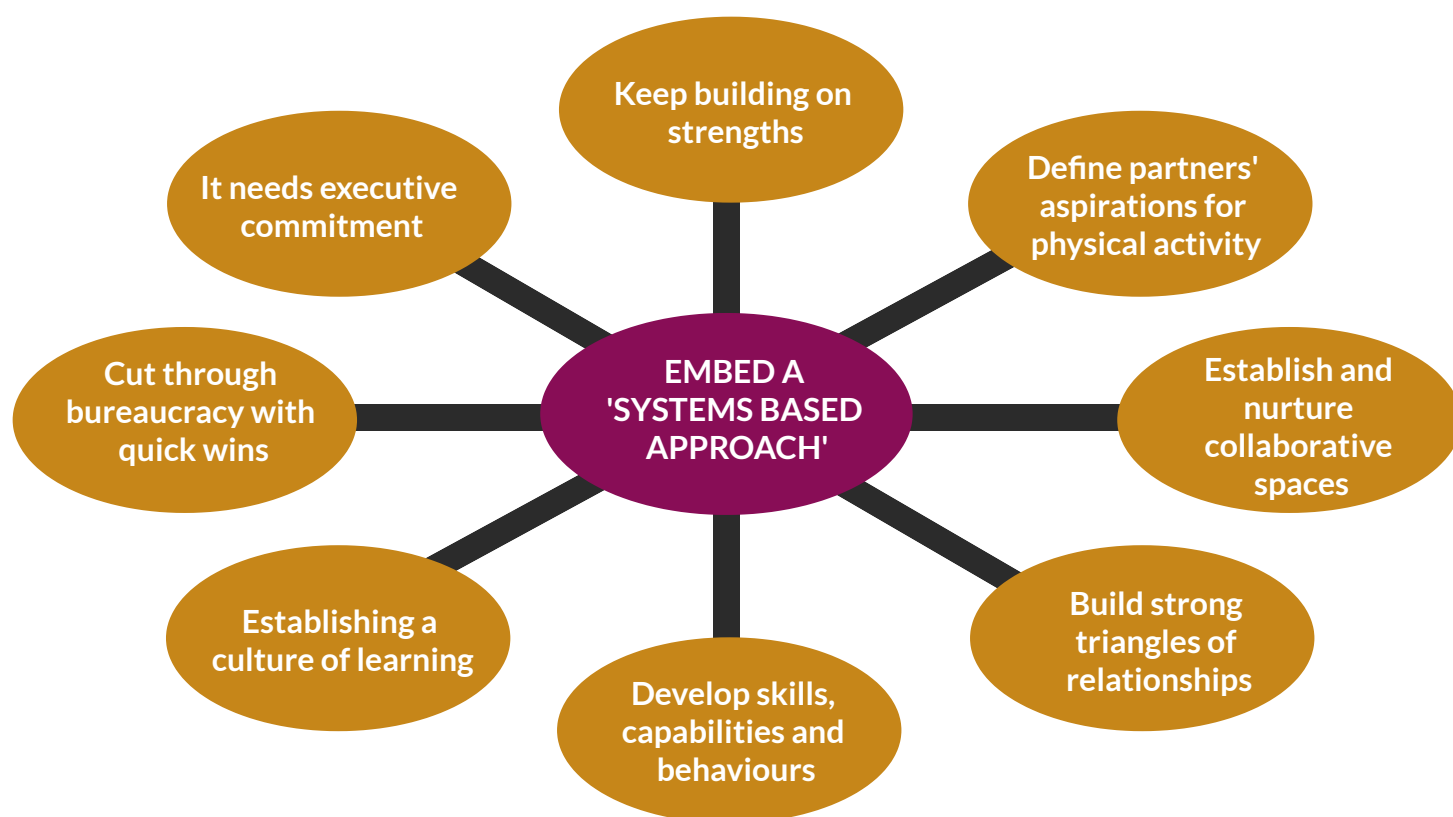 Keep building on
strengths
Define partners'
aspirations for
physical activity
Establish and
nurture
collaborative
spaces
Build strong
triangles of
relationships
Develop skills,
capabilities and
behaviours
Establishing a
culture of learning
Cut through
bureaucracy with
quick wins
It needs executive
commitment
EMBED A
'SYSTEMS BASED
APPROACH'